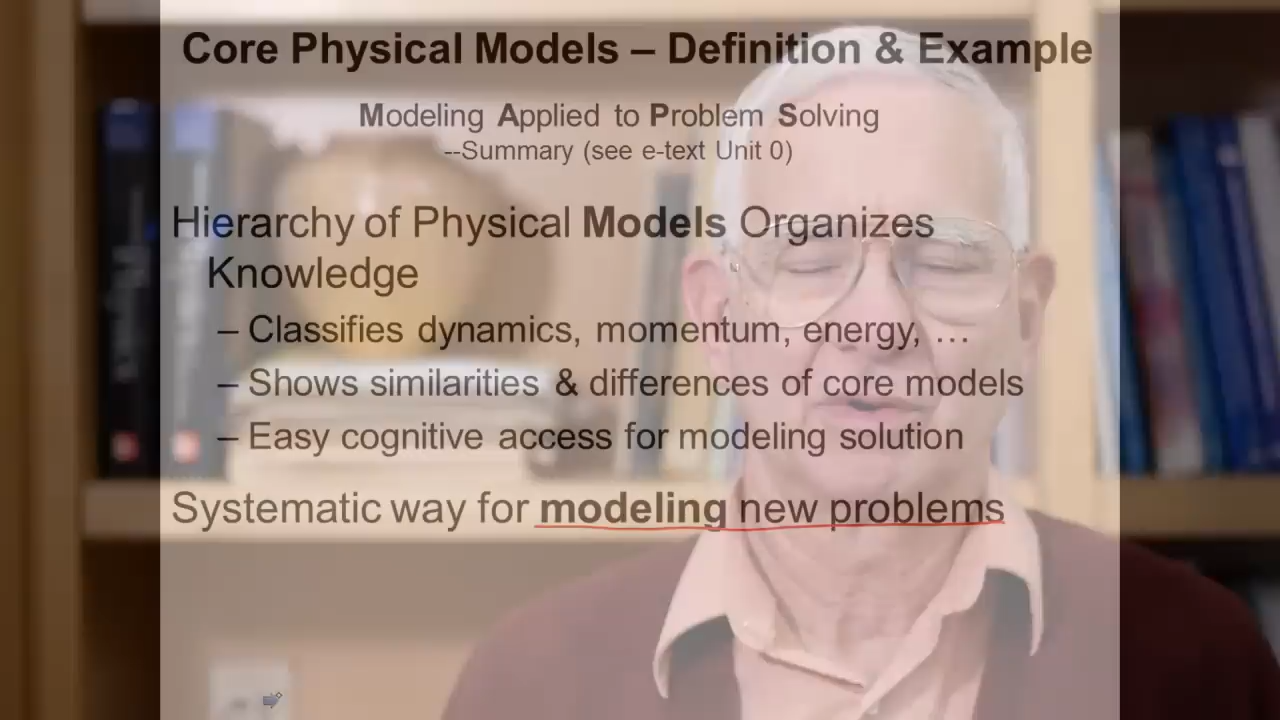 Core Physical Models – Definition & Example
Modeling Applied to Problem Solving
--Summary (see e-text Unit 0)
Hierarchy of Physical Models Organizes
Knowledge
– Classifies dynamics, momentum, energy, …
– Shows similarities & differences of core models
– Easy cognitive access for modeling solution
Systematic way for modeling new problems